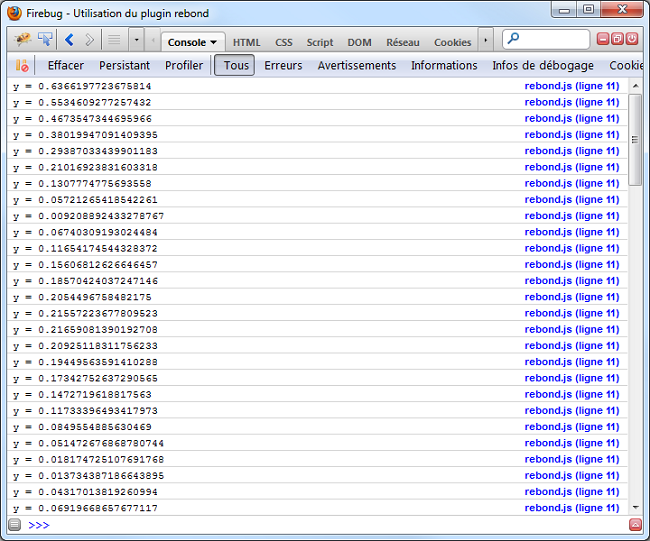 Firebug - Utilisation du plugin rebond
Console HTML CSS Script DOM Réseau Cookies
Effacer Persistant Profiler Tous Erreurs Avertissements Informations Infos de débogage Cookie
y = 0.6366197723675814 rebond.js (ligne 11)
y = 0.5534609277257432 rebond.js (ligne 11)
y = 0.4673547344695966 rebond.js (ligne 11)
y = 0.38019947091409395 rebond.js (ligne 11)
y = 0.29387033439901183 rebond.js (ligne 11)
y = 0.21016923831603318 rebond.js (ligne 11)
y = 0.1307774775693558 rebond.js (ligne 11)
y = 0.05721265418542261 rebond.js (ligne 11)
y = 0.009208892433278767 rebond.js (ligne 11)
y = 0.06740309193024484 rebond.js (ligne 11)
y = 0.11654174544328372 rebond.js (ligne 11)
y = 0.15606812626646457 rebond.js (ligne 11)
y = 0.18570424037247146 rebond.js (ligne 11)
y = 0.2054496758482175 rebond.js (ligne 11)
y = 0.21557223677809523 rebond.js (ligne 11)
y = 0.21659081390192708 rebond.js (ligne 11)
y = 0.20925118311756233 rebond.js (ligne 11)
y = 0.19449563591410288 rebond.js (ligne 11)
y = 0.17342752637290565 rebond.js (ligne 11)
y = 0.1472719618817563 rebond.js (ligne 11)
y = 0.11733396493417973 rebond.js (ligne 11)
y = 0.0849554885630469 rebond.js (ligne 11)
y = 0.051472676868780744 rebond.js (ligne 11)
y = 0.018174725107691768 rebond.js (ligne 11)
y = 0.013734387186643895 rebond.js (ligne 11)
y = 0.04317013819260994 rebond.js (ligne 11)
y = 0.06919668657677117 rebond.js (ligne 11)
>>>